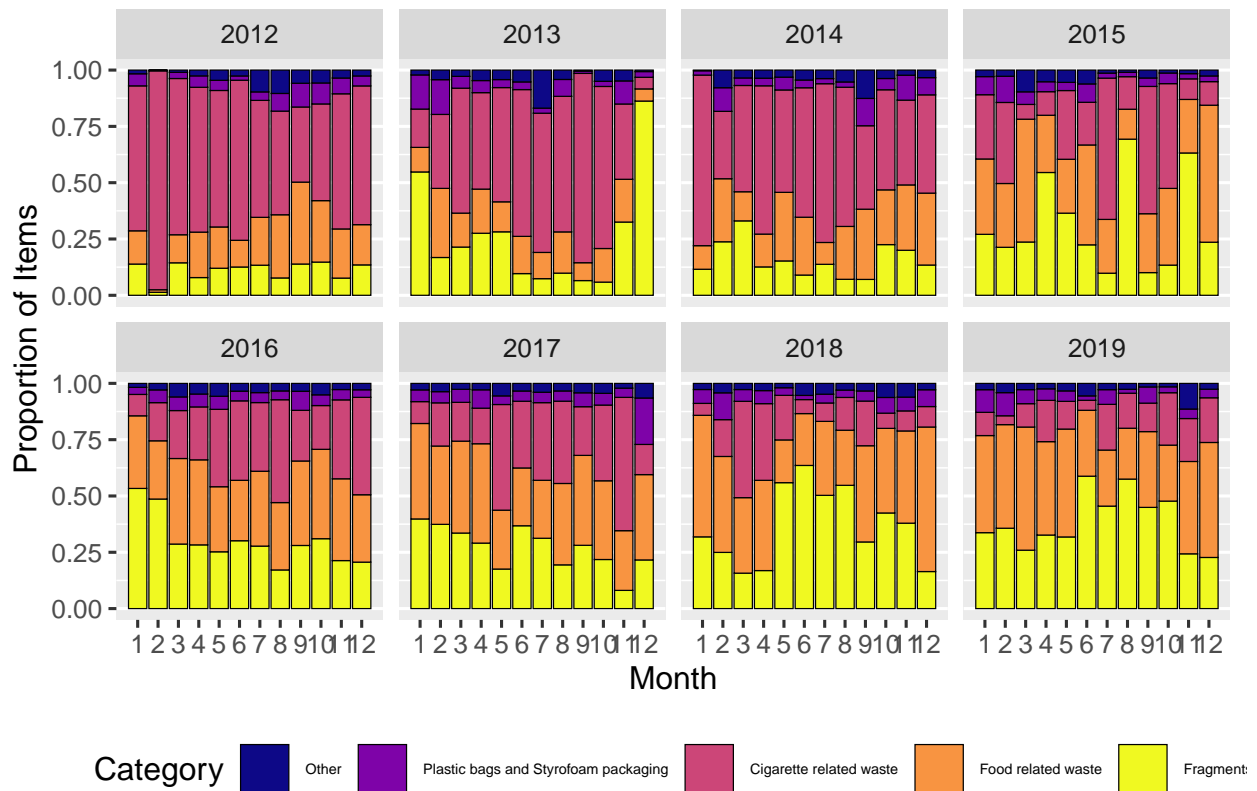 2012 2013 2014 2015
1.00
0.75
0.50
0.25
0.00
2016 2017 2018 2019
1.00
0.75
0.50
0.25
0.00
1 2 3 4 5 6 7 8 9 10 11 12 1 2 3 4 5 6 7 8 9 10 11 12 1 2 3 4 5 6 7 8 9 10 11 12 1 2 3 4 5 6 7 8 9 10 11 12
Proportion of Items
Month
Category Other Plastic bags and Styrofoam packaging Cigarette related waste Food related waste Fragments